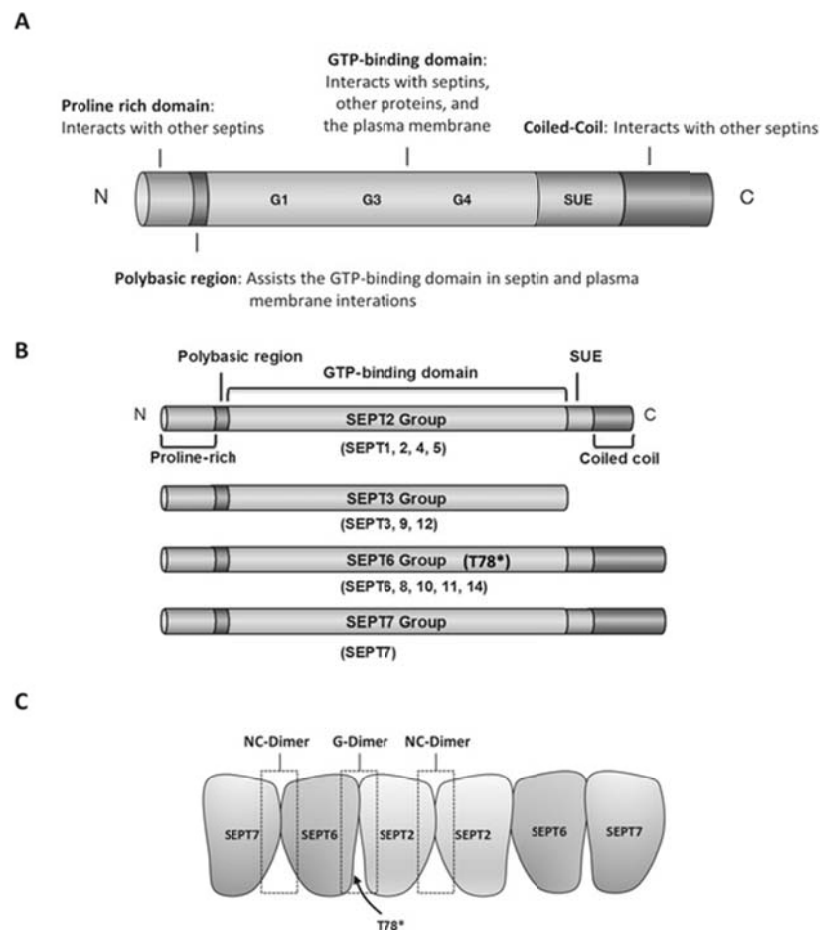 A
GTP-binding domain:
Interacts with septins,
other proteins, and
the plasma membrane
Proline rich domain:
Interacts with other septins
Coiled-Coil: Interacts with other septins
N
G1
G3
G4
SUE
C
Polybasic region: Assists the GTP-binding domain in septin and plasma
membrane interations
B
Polybasic region
GTP-binding domain
SUE
N
SEPT2 Group
C
(SEPT1, 2, 4, 5)
Proline-rich
Coiled coil
SEPT3 Group
(SEPT3, 9, 12)
SEPT6 Group (T78*)
(SEPT6, 8, 10, 11, 14)
SEPT7 Group
(SEPT7)
C
NC-Dimer
G-Dimer
NC-Dimer
SEPT7
SEPT6
SEPT2
SEPT2
SEPT6
SEPT7
T78*